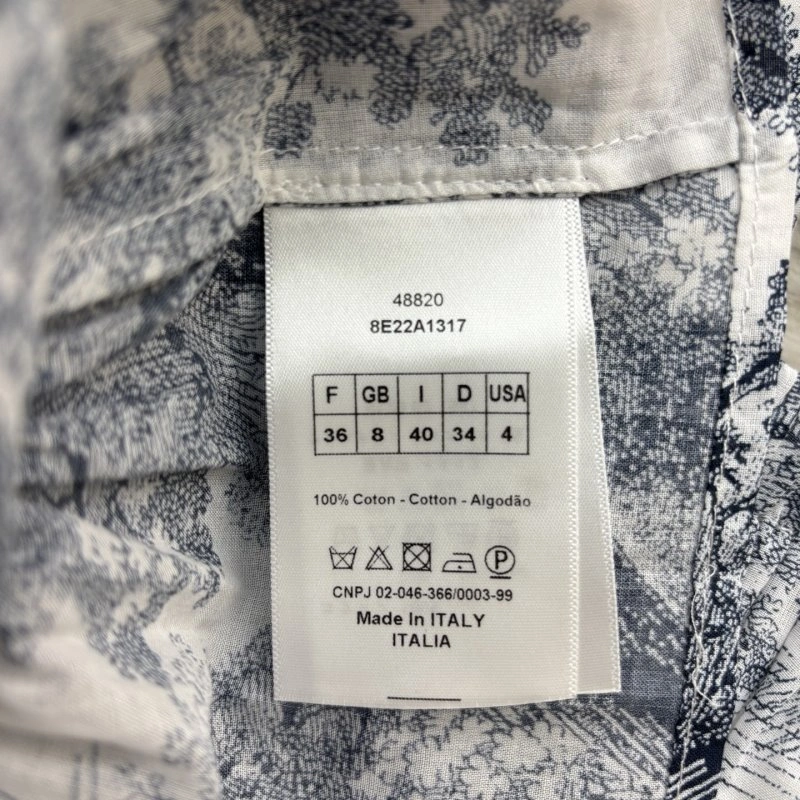 48820
8E22A1317
F GB I D USA
36 8 40 34 4
100% Coton - Cotton - Algodão
P
CNPJ 02-046-366/0003-99
Made In ITALY
ITALIA